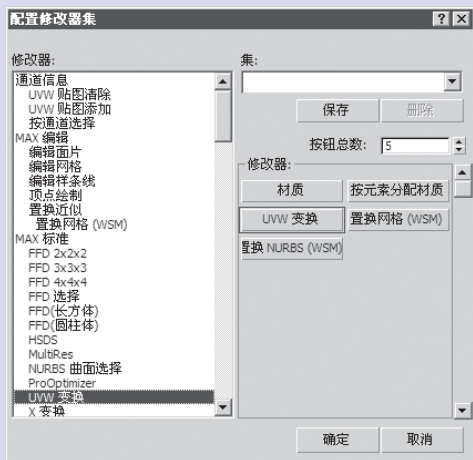 配置修改器集
修改器:
通道信息
UVW 贴图清除
UVW 贴图添加
按通道选择
MAX 编辑
编辑面片
编辑网格
编辑样条线
顶点绘制
置换近似
置换网格 (WSM)
MAX 标准
FFD 2x2x2
FFD 3x3x3
FFD 4x4x4
FFD 选择
FFD(长方体)
FFD(圆柱体)
HSDS
MultiRes
NURBS 曲面选择
ProOptimizer
UVW 变换
X 变换
集:
保存 删除
按钮总数: 5
修改器:
材质 按元素分配材质
UVW 变换 置换网格 (WSM)
置换 NURBS (WSM)
确定 取消